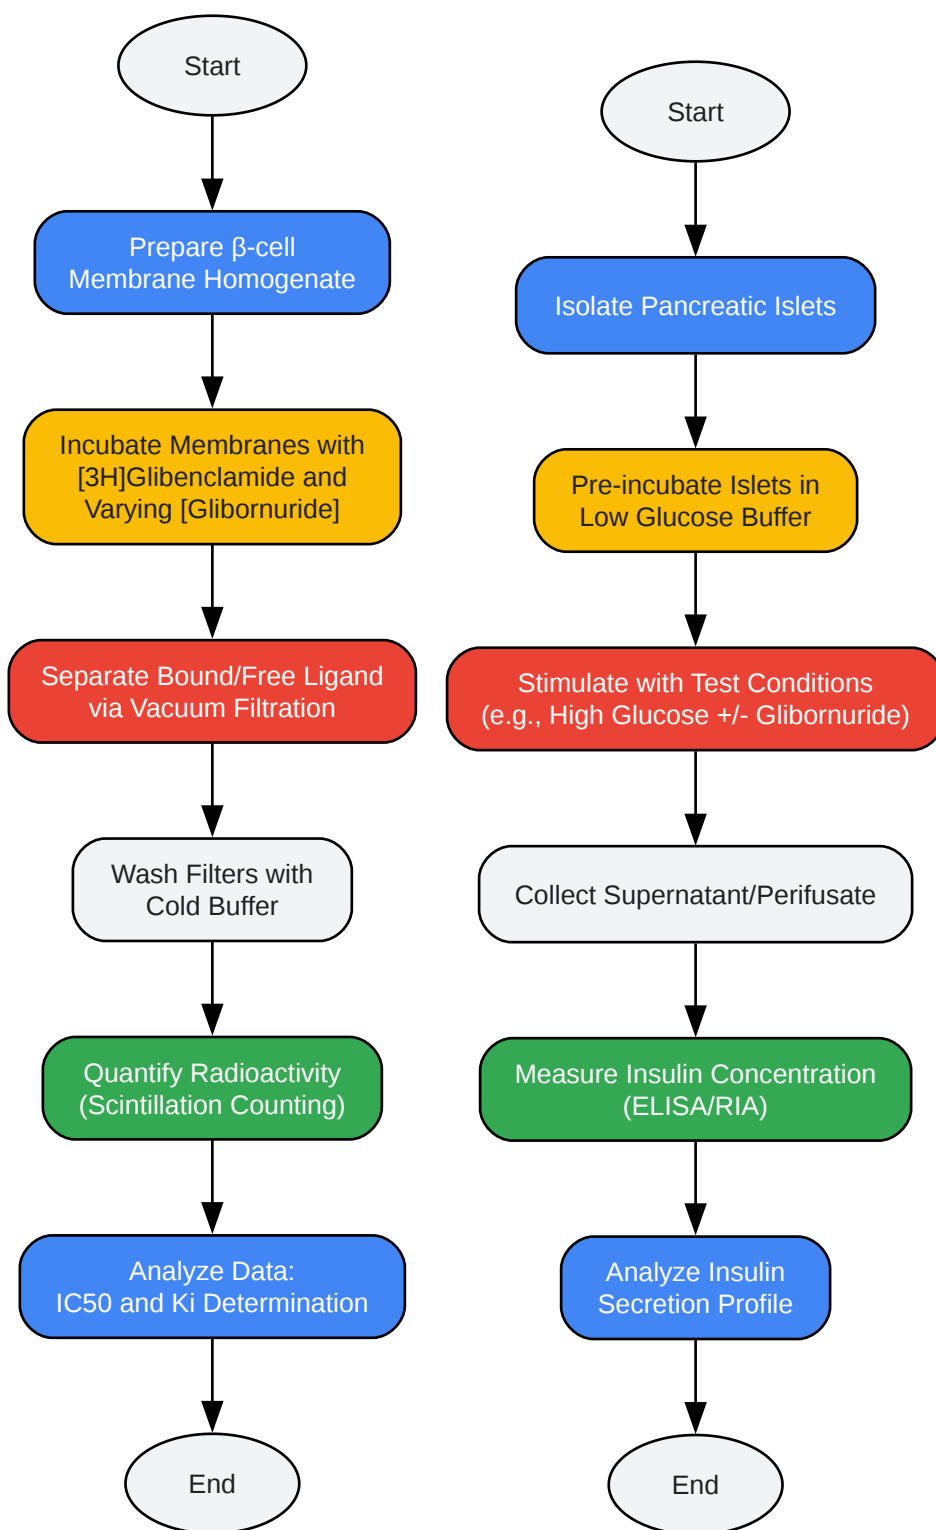 Start
Prepare β-cell
Membrane Homogenate
Incubate Membranes with
[3H]Glibenclamide and
Varying [Glibornuride]
Separate Bound/Free Ligand
via Vacuum Filtration
Wash Filters with
Cold Buffer
Quantify Radioactivity
(Scintillation Counting)
Analyze Data:
IC50 and Ki Determination
End
Start
Isolate Pancreatic Islets
Pre-incubate Islets in
Low Glucose Buffer
Stimulate with Test Conditions
(e.g., High Glucose +/- Glibornuride)
Collect Supernatant/Perifusate
Measure Insulin Concentration
(ELISA/RIA)
Analyze Insulin
Secretion Profile
End